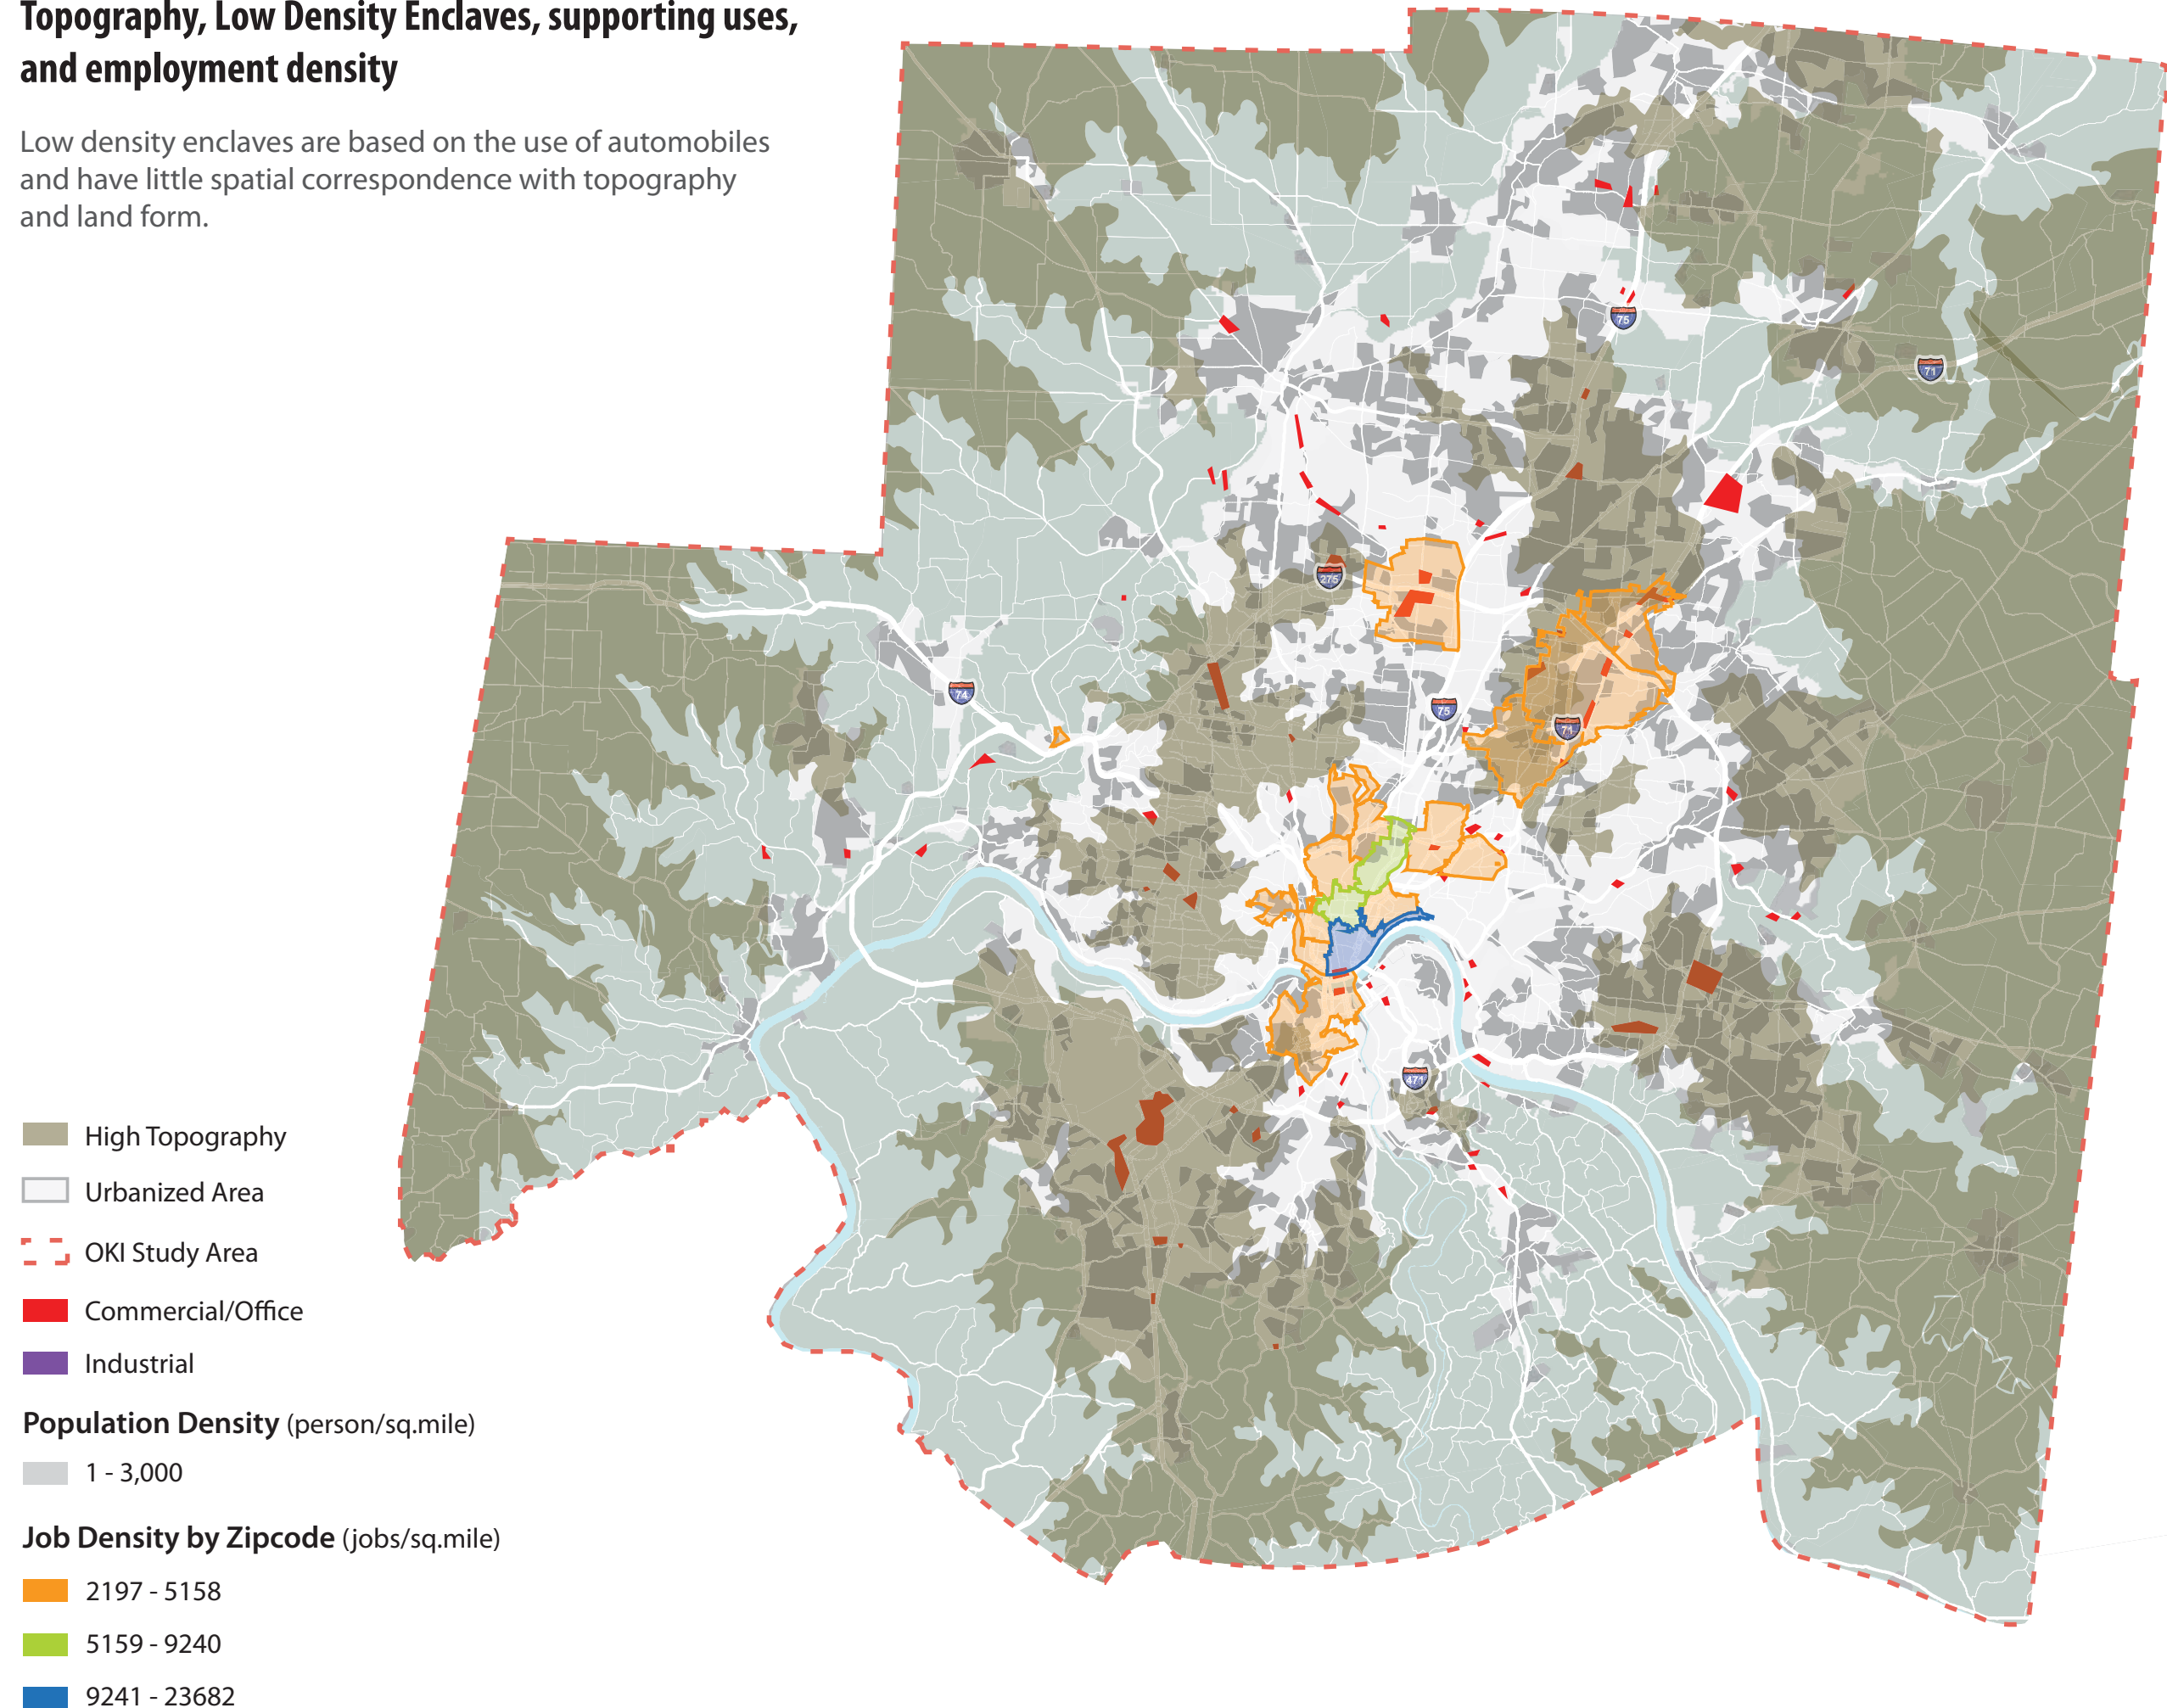 Topography, Low Density Enclaves, supporting uses,
and employment density
Low density enclaves are based on the use of automobiles
and have little spatial correspondence with topography
and land form.
75
71
275
74
75
71
471
High Topography
Urbanized Area
OKI Study Area
Commercial/Office
Industrial
Population Density (person/sq.mile)
1 - 3,000
Job Density by Zipcode (jobs/sq.mile)
2197 - 5158
5159 - 9240
9241 - 23682